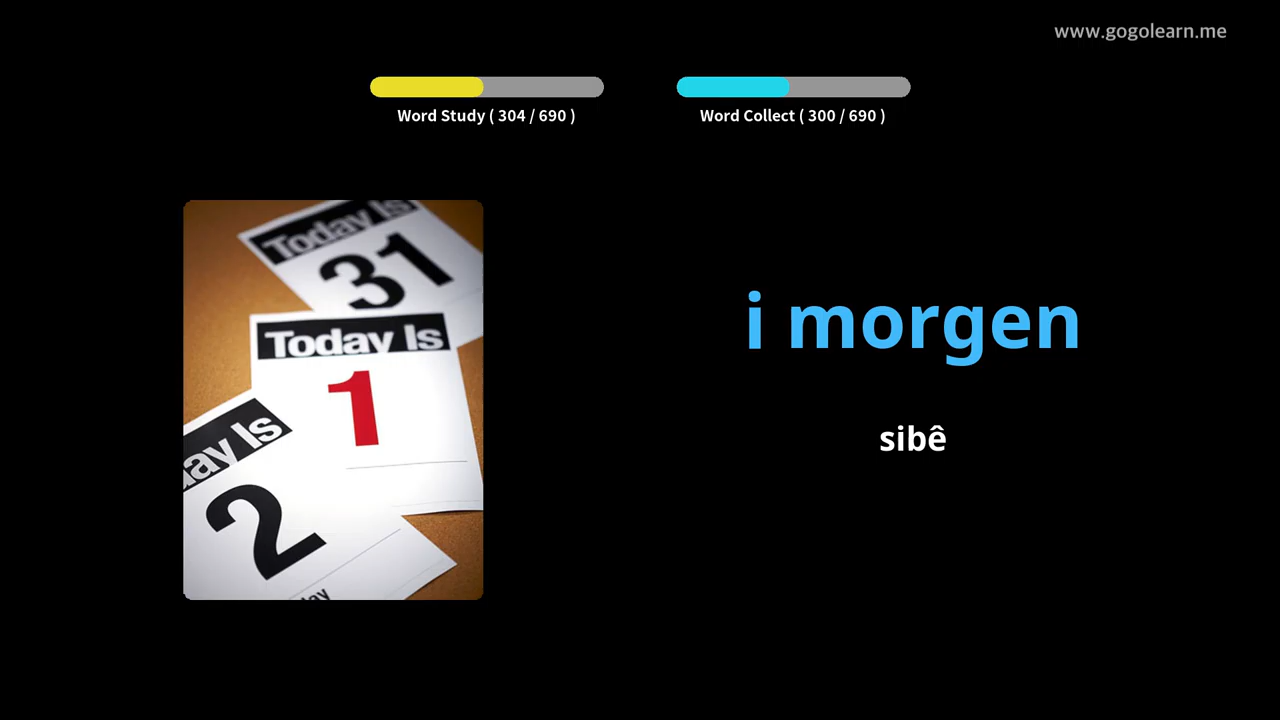 www.gogolearn.me
Word Study ( 304 / 690 )
Word Collect ( 300 / 690 )
Today Is
31
Today Is
1
day Is
2
day
i morgen
sibê